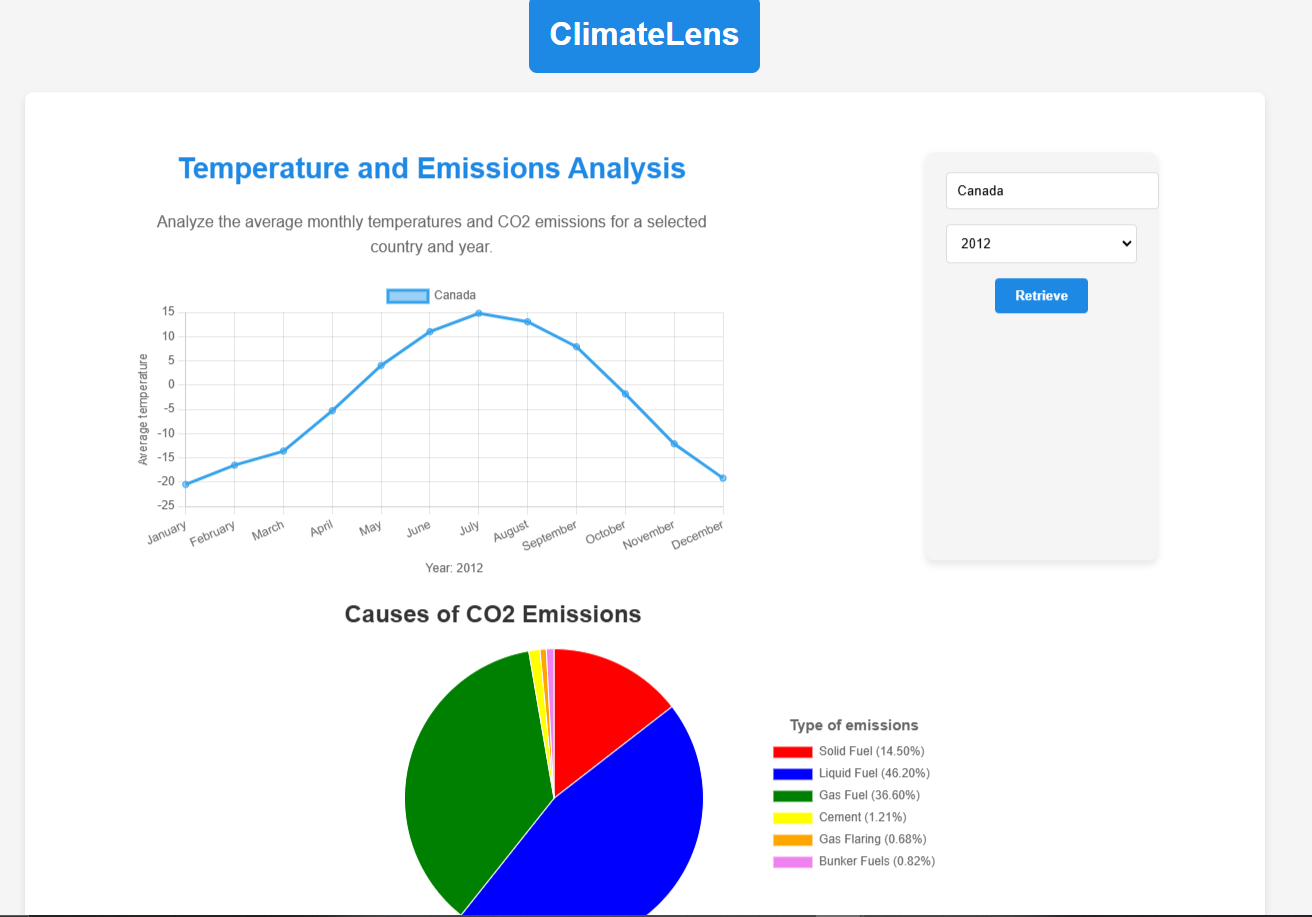 ClimateLens
Temperature and Emissions Analysis
Analyze the average monthly temperatures and CO2 emissions for a selected
country and year.
Canada
2012
Retrieve
Canada
Average temperature
15
10
5
0
-5
-10
-15
-20
-25
January
February
March
April
May
June
July
August
September
October
November
December
Year: 2012
Causes of CO2 Emissions
Type of emissions
Solid Fuel (14.50%)
Liquid Fuel (46.20%)
Gas Fuel (36.60%)
Cement (1.21%)
Gas Flaring (0.68%)
Bunker Fuels (0.82%)